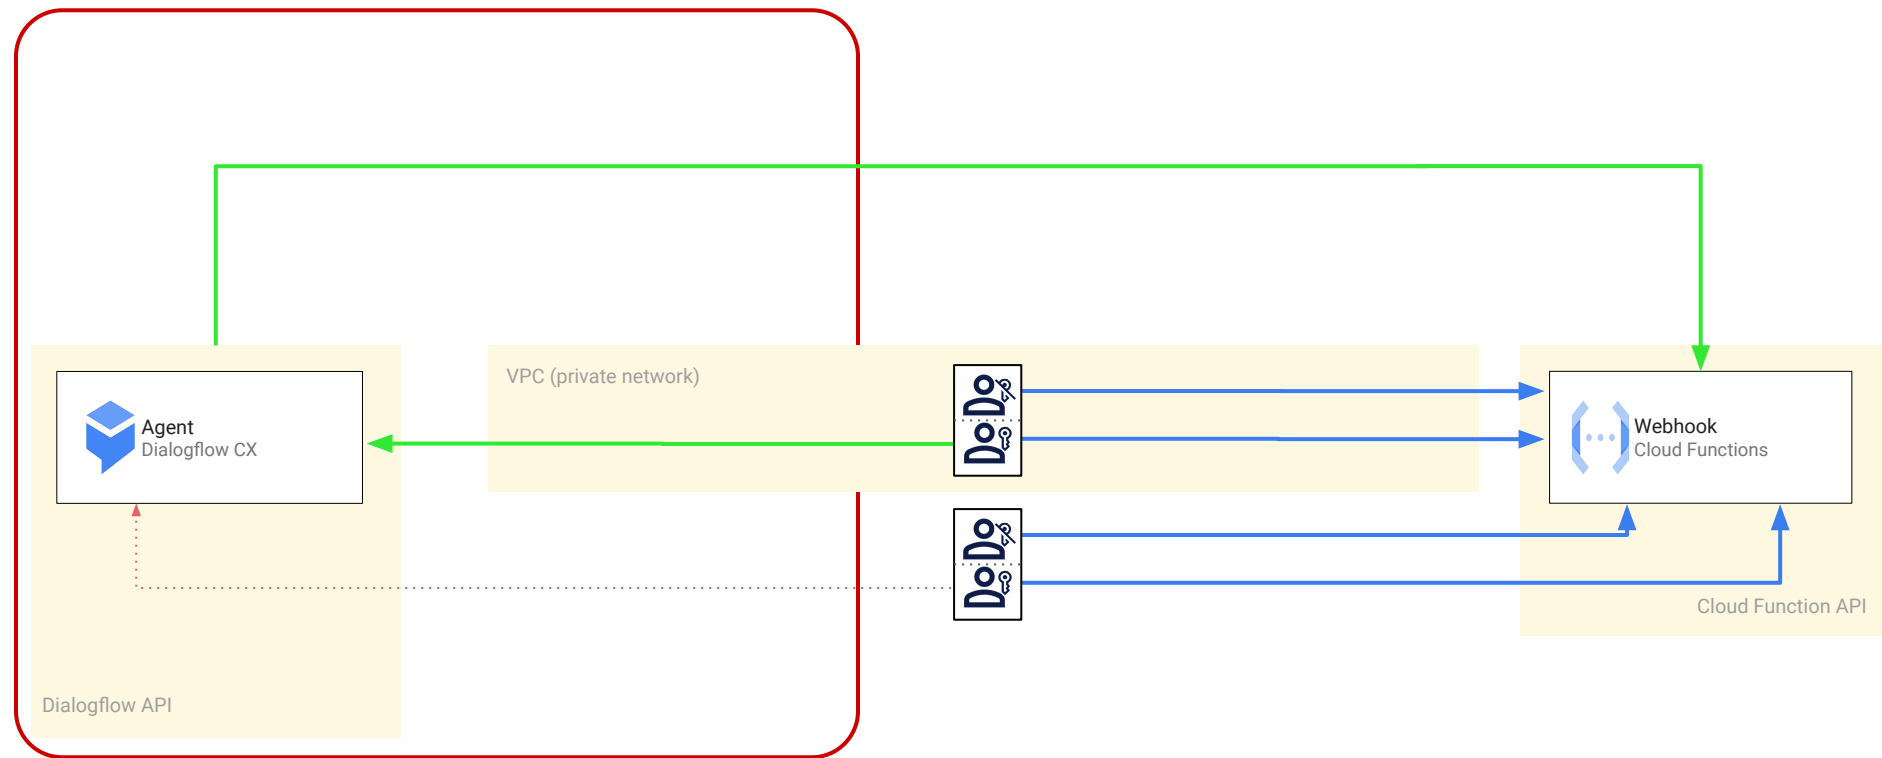 VPC (private network)
Agent
Dialogflow CX
Webhook
Cloud Functions
Cloud Function API
Dialogflow API